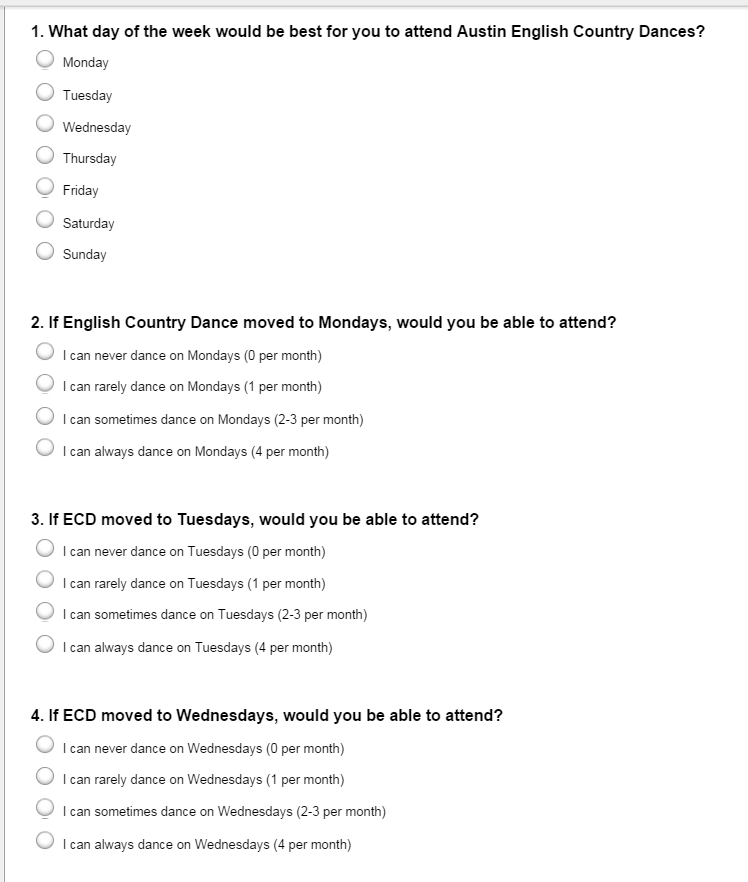 1. What day of the week would be best for you to attend Austin English Country Dances?
Monday
Tuesday
Wednesday
Thursday
Friday
Saturday
Sunday
2. If English Country Dance moved to Mondays, would you be able to attend?
I can never dance on Mondays (0 per month)
I can rarely dance on Mondays (1 per month)
I can sometimes dance on Mondays (2-3 per month)
I can always dance on Mondays (4 per month)
3. If ECD moved to Tuesdays, would you be able to attend?
I can never dance on Tuesdays (0 per month)
I can rarely dance on Tuesdays (1 per month)
I can sometimes dance on Tuesdays (2-3 per month)
I can always dance on Tuesdays (4 per month)
4. If ECD moved to Wednesdays, would you be able to attend?
I can never dance on Wednesdays (0 per month)
I can rarely dance on Wednesdays (1 per month)
I can sometimes dance on Wednesdays (2-3 per month)
I can always dance on Wednesdays (4 per month)